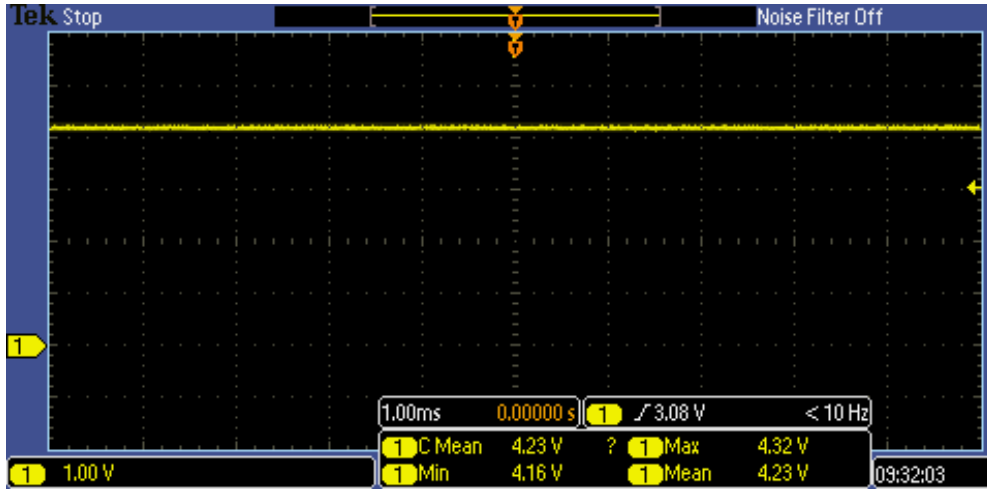 Tek Stop Noise Filter Off
T
T
1
1.00ms 0.00000 s 1 3.08 V < 10 Hz
1 C Mean 4.23 V ? 1 Max 4.32 V
1 Min 4.16 V 1 Mean 4.23 V
1 1.00 V 09:32:03